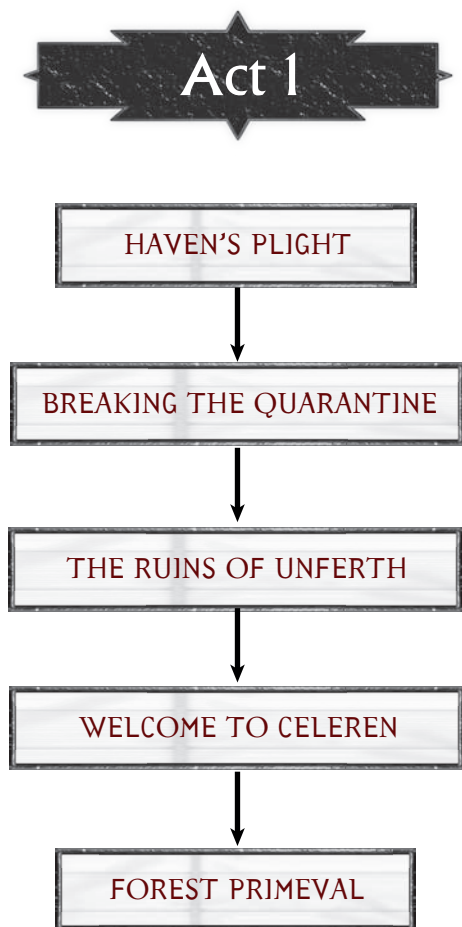 Act 1
HAVEN'S PLIGHT
BREAKING THE QUARANTINE
THE RUINS OF UNFERTH
WELCOME TO CELEREN
FOREST PRIMEVAL